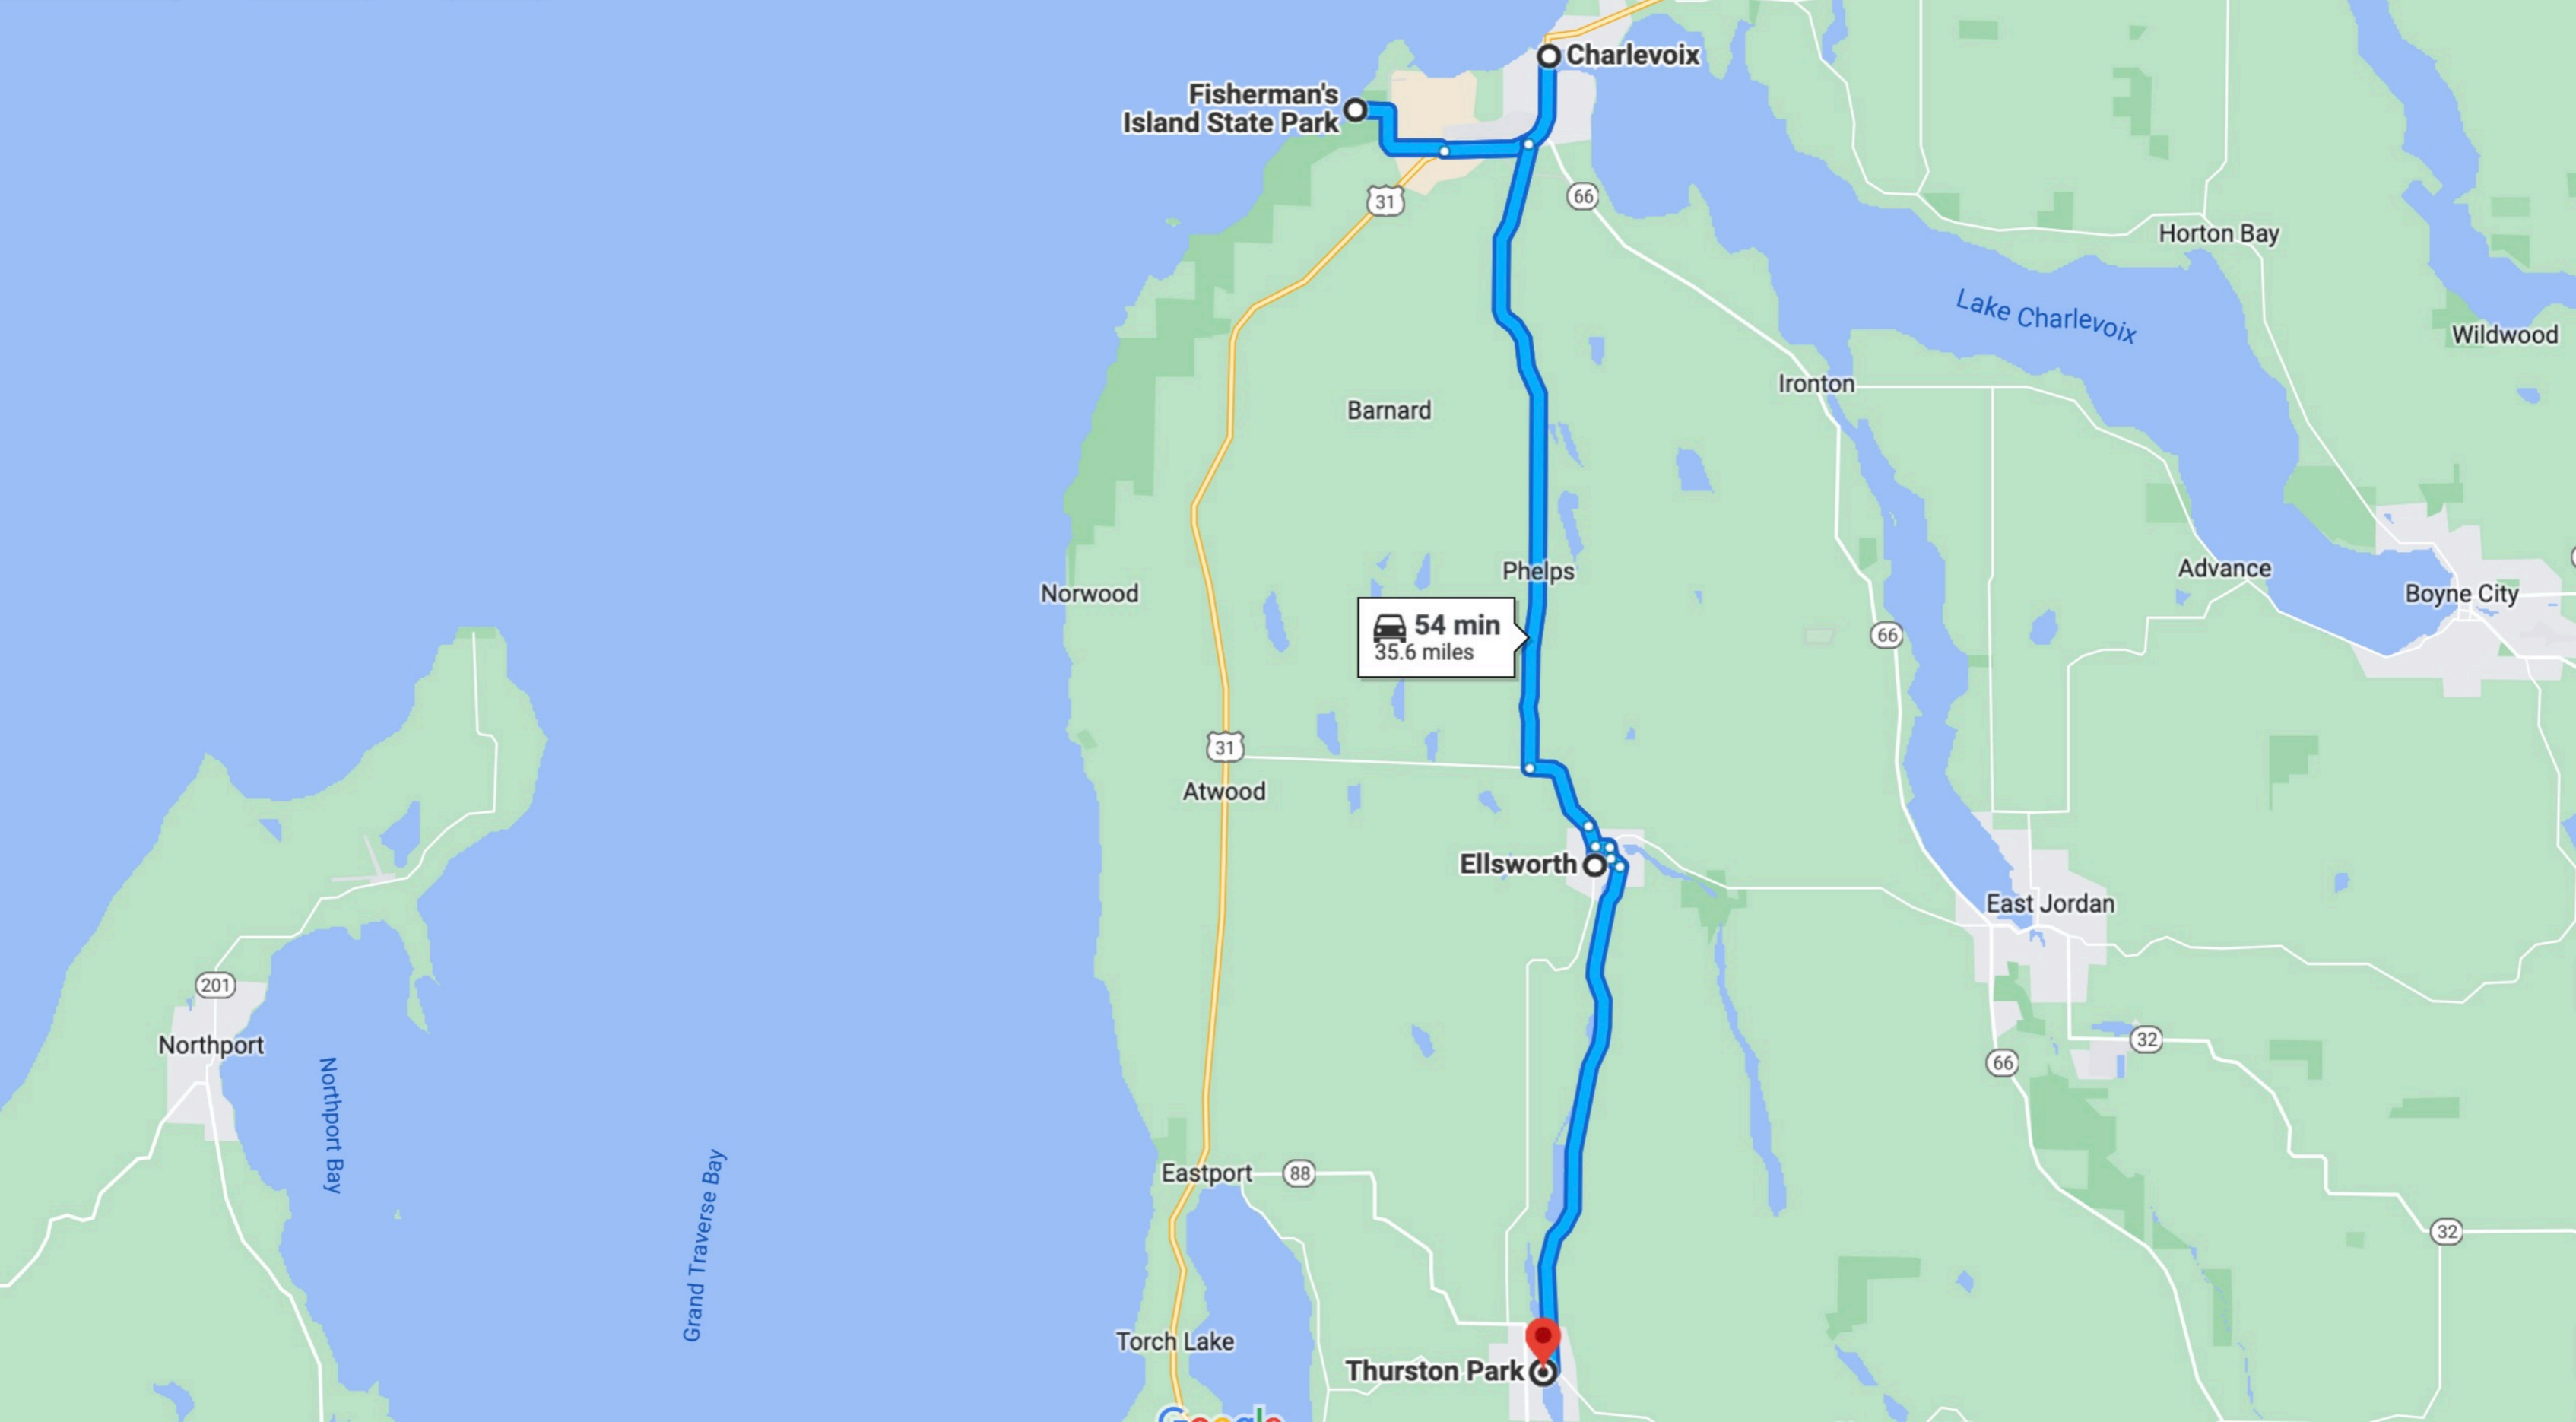 Charlevoix
Fisherman's
Island State Park
31
66
Horton Bay
Lake Charlevoix
Wildwood
Ironton
Barnard
Phelps
Advance
Norwood
Boyne City
54 min
35.6 miles
66
31
Atwood
Ellsworth
East Jordan
201
Northport
32
66
Northport Bay
Eastport
88
Grand Traverse Bay
32
Torch Lake
Thurston Park
Google